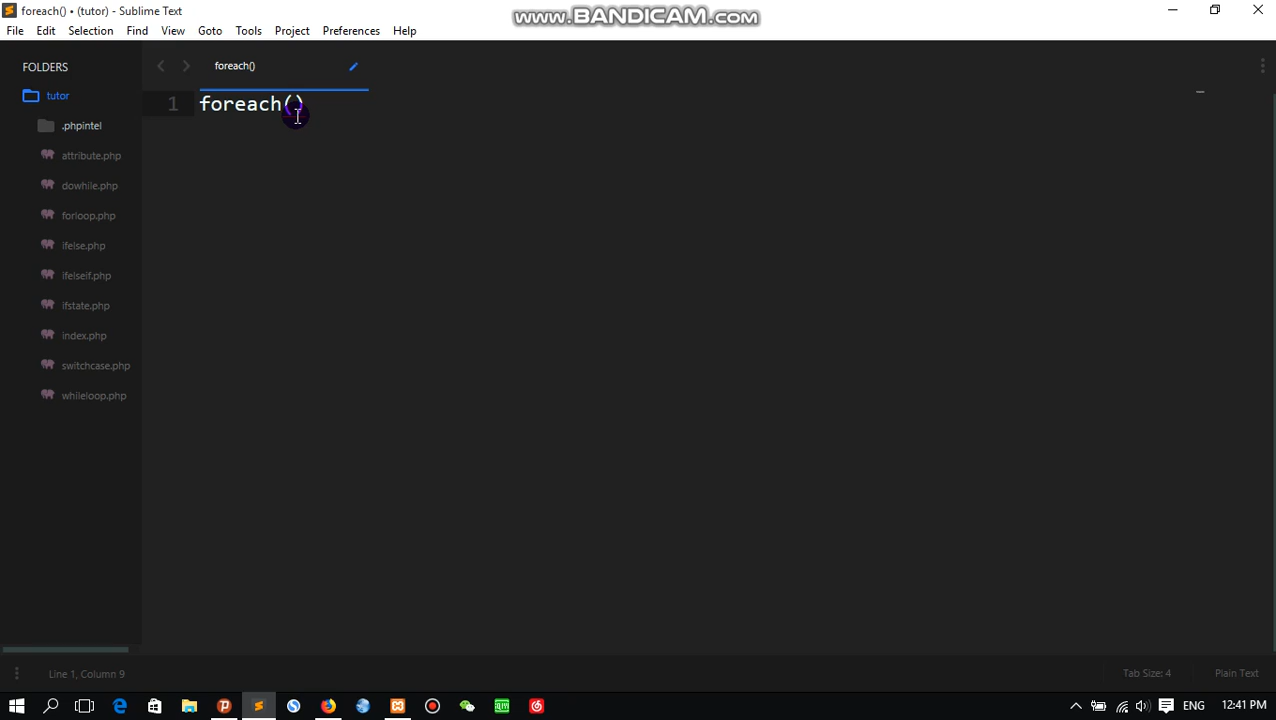 foreach() • (tutor) - Sublime Text
www.BANDICAM.com
File Edit Selection Find View Goto Tools Project Preferences Help
FOLDERS
tutor
.phpintel
attribute.php
dowhile.php
forloop.php
ifelse.php
ifelseif.php
ifstate.php
index.php
switchcase.php
whileloop.php
foreach()
1 foreach()
Line 1, Column 9
Tab Size: 4
Plain Text
ENG
12:41 PM